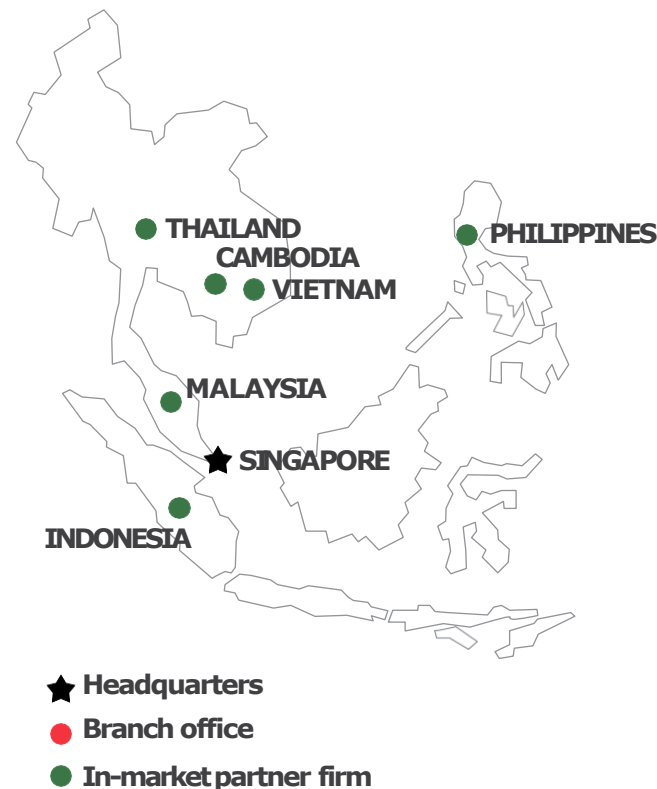 THAILAND
PHILIPPINES
CAMBODIA
VIETNAM
MALAYSIA
SINGAPORE
INDONESIA
Headquarters
Branch office
In-market partner firm